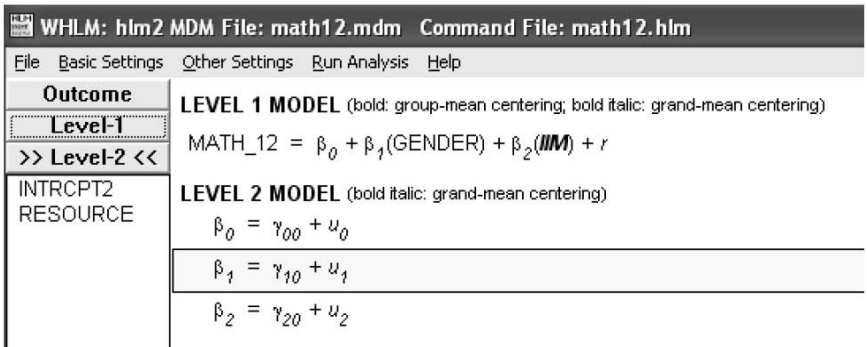 WHLM: hlm2 MDM File: math12.mdm Command File: math12.hlm
File Basic Settings Other Settings Run Analysis Help
Outcome
Level-1
>> Level-2 <<
INTRCPT2
RESOURCE
LEVEL 1 MODEL (bold: group-mean centering; bold italic: grand-mean centering)
MATH_12 = β₀ + β₁(GENDER) + β₂(IIM) + r
LEVEL 2 MODEL (bold italic: grand-mean centering)
β₀ = γ₀₀ + u₀
β₁ = γ₁₀ + u₁
β₂ = γ₂₀ + u₂